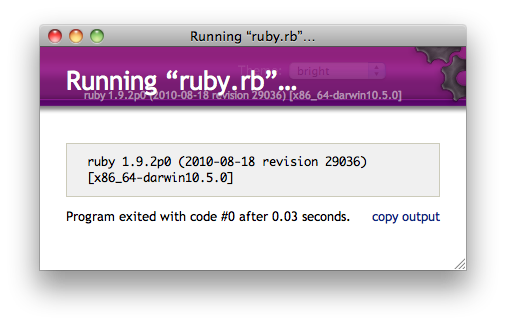 Running “ruby.rb”...
Theme: bright
Running “ruby.rb”...
ruby 1.9.2p0 (2010-08-18 revision 29036) [x86_64-darwin10.5.0]
ruby 1.9.2p0 (2010-08-18 revision 29036)
[x86_64-darwin10.5.0]
Program exited with code #0 after 0.03 seconds.
copy output